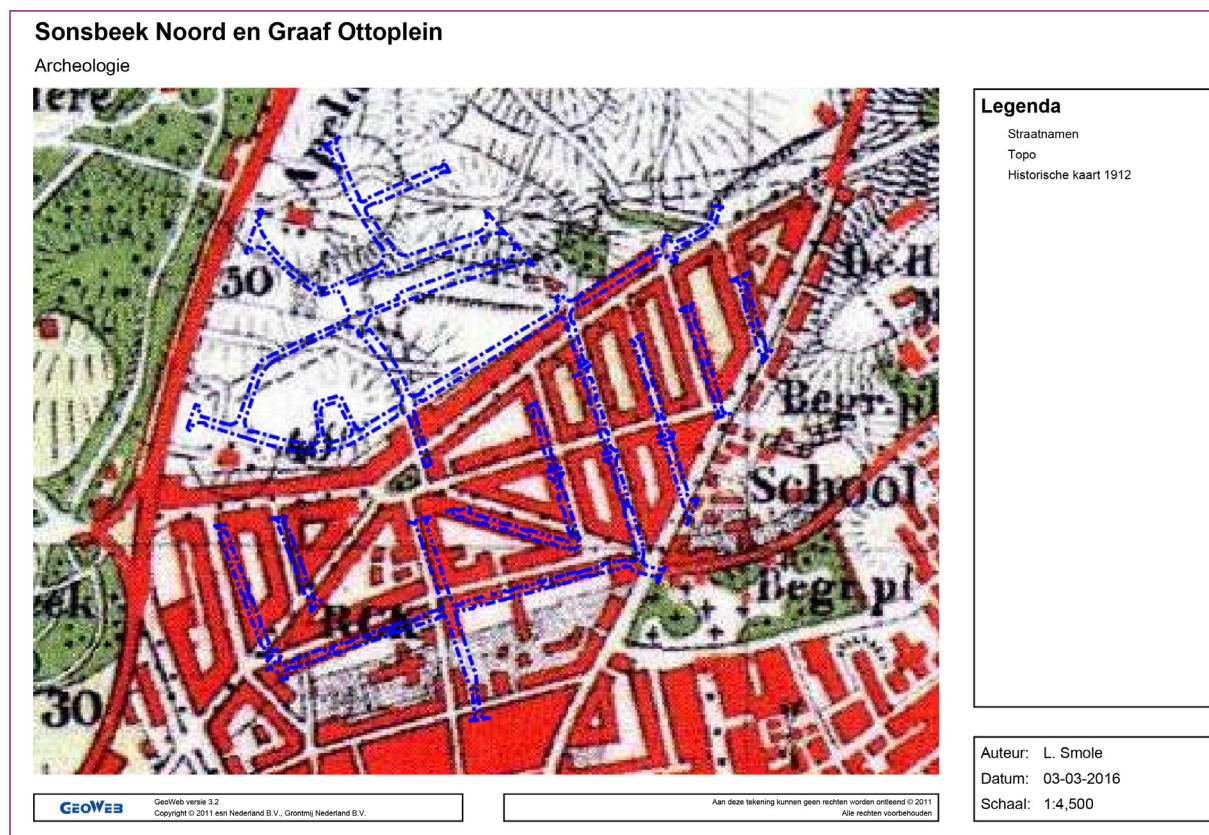 Sonsbeek Noord en Graaf Ottoplein
Archeologie
50
Begr.pl
School
Begr.pl
R.C.K.
30
Legenda
Straatnamen
Topo
Historische kaart 1912
Auteur: L. Smole
Datum: 03-03-2016
Schaal: 1:4,500
GEOWEB
GeoWeb versie 3.2
Copyright © 2011 esri Nederland B.V., Grontmij Nederland B.V.
Aan deze tekening kunnen geen rechten worden ontleend © 2011
Alle rechten voorbehouden